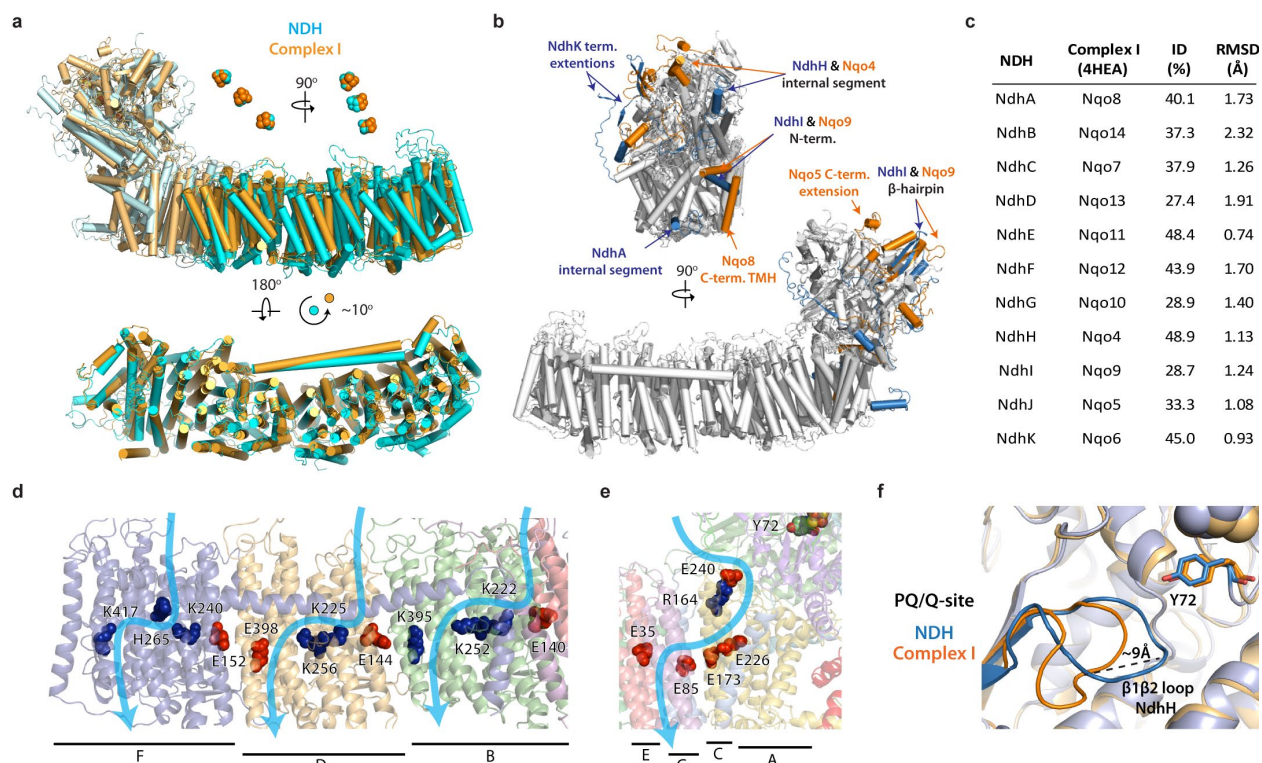 a
NDH
Complex I
90º
180º
~10º
b
NdhK term.
extentions
NdhH & Nqo4
internal segment
NdhI & Nqo9
N-term.
Nqo5 C-term.
extension
NdhI & Nqo9
β-hairpin
NdhA
internal segment
Nqo8
C-term. TMH
90º
c
NDH Complex I (4HEA) ID (%) RMSD (Å)
NdhA Nqo8 40.1 1.73
NdhB Nqo14 37.3 2.32
NdhC Nqo7 37.9 1.26
NdhD Nqo13 27.4 1.91
NdhE Nqo11 48.4 0.74
NdhF Nqo12 43.9 1.70
NdhG Nqo10 28.9 1.40
NdhH Nqo4 48.9 1.13
NdhI Nqo9 28.7 1.24
NdhJ Nqo5 33.3 1.08
NdhK Nqo6 45.0 0.93
d
K417
H265
K240
E152
E398
K225
K256
E144
K395
K222
K252
E140
F
D
B
e
Y72
E240
R164
E35
E85
E226
E173
E
G
C
A
f
PQ/Q-site
NDH
Complex I
Y72
~9Å
β1β2 loop
NdhH